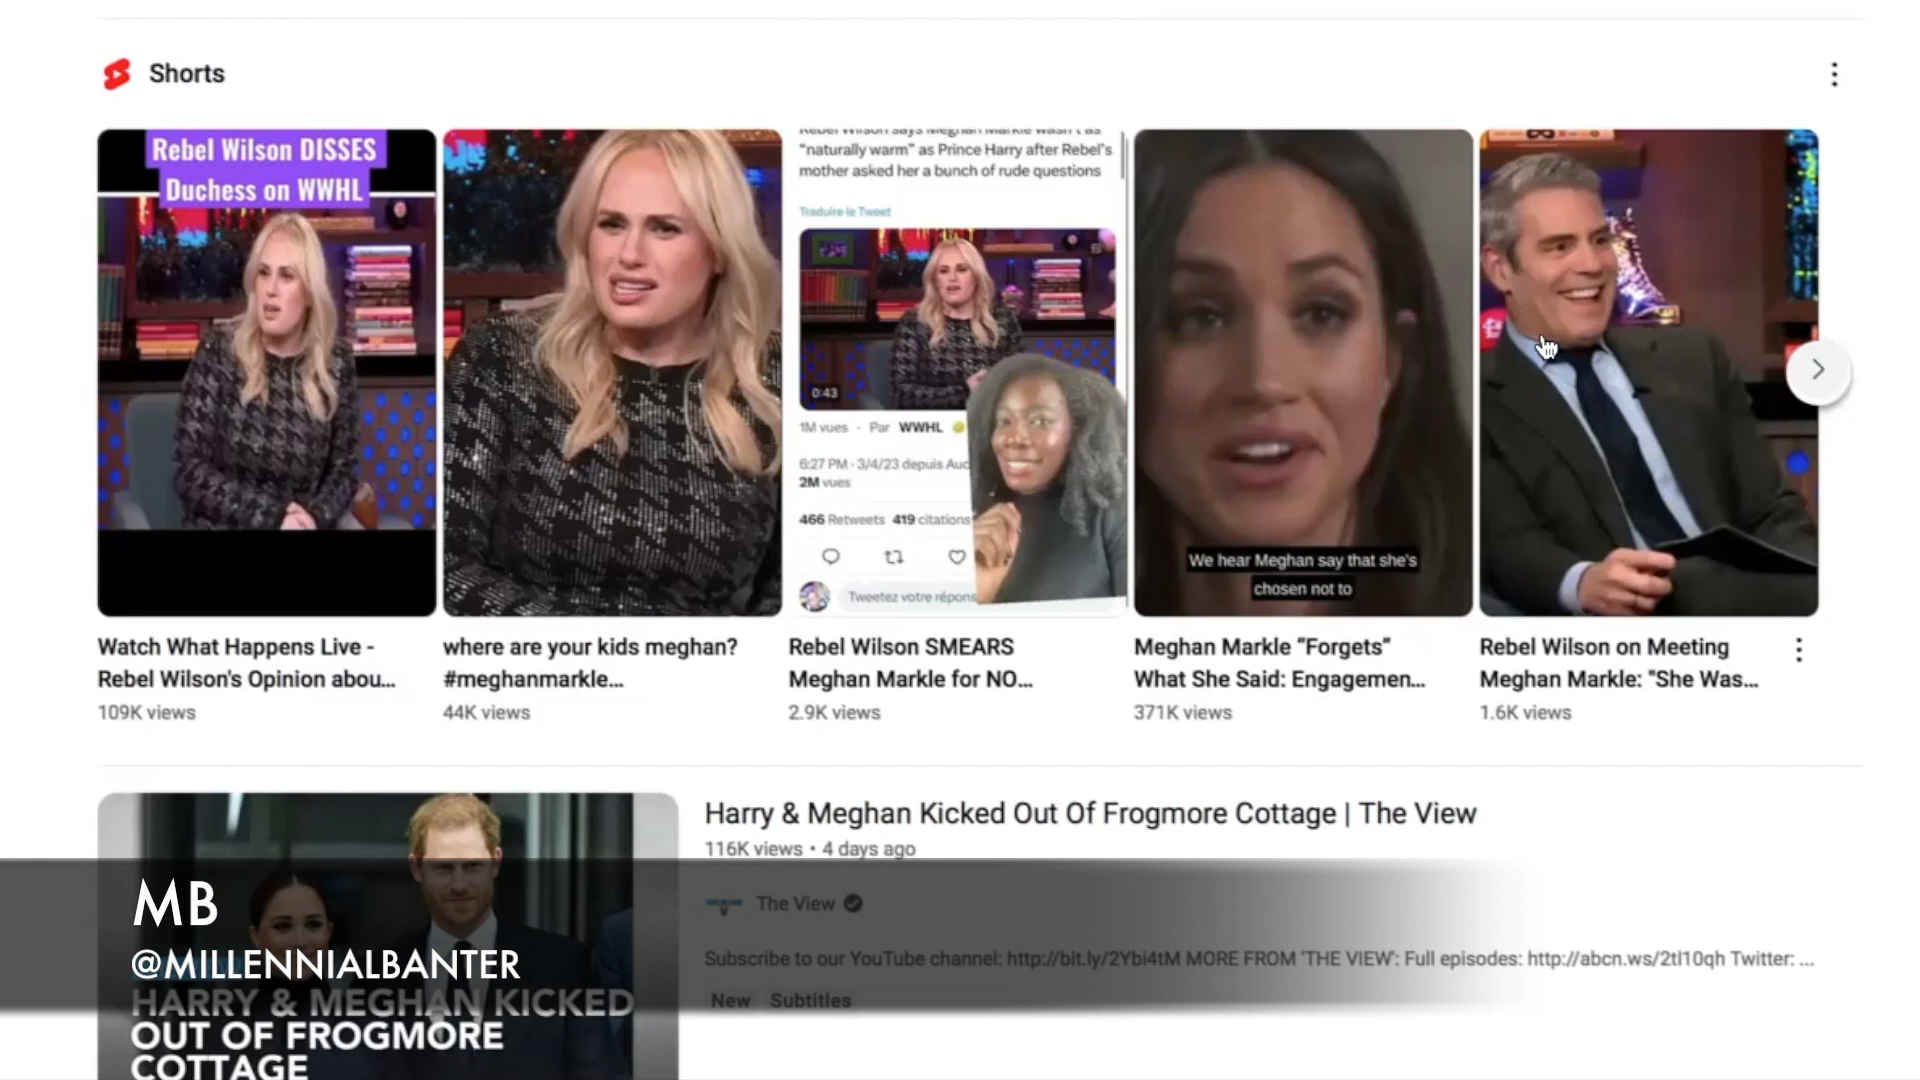 Shorts
Rebel Wilson DISSES
Duchess on WWHL
Rebel Wilson says Meghan Markle wasn't as
"naturally warm" as Prince Harry after Rebel's
mother asked her a bunch of rude questions
Traduire le Tweet
0:43
1M vues · Par WWHL
6:27 PM · 3/4/23 depuis
2M vues
466 Retweets 419 citations
Tweetez votre répons
We hear Meghan say that she's
chosen not to
Watch What Happens Live -
Rebel Wilson's Opinion abou...
109K views
where are your kids meghan?
#meghanmarkle...
44K views
Rebel Wilson SMEARS
Meghan Markle for NO...
2.9K views
Meghan Markle “Forgets”
What She Said: Engagemen...
371K views
Rebel Wilson on Meeting
Meghan Markle: "She Was...
1.6K views
Harry & Meghan Kicked Out Of Frogmore Cottage | The View
116K views • 4 days ago
The View
Subscribe to our YouTube channel: http://bit.ly/2Ybi4tM MORE FROM 'THE VIEW': Full episodes: http://abcn.ws/2tl10qh Twitter: ...
New Subtitles
MB
@MILLENNIALBANTER
HARRY & MEGHAN KICKED
OUT OF FROGMORE
COTTAGE